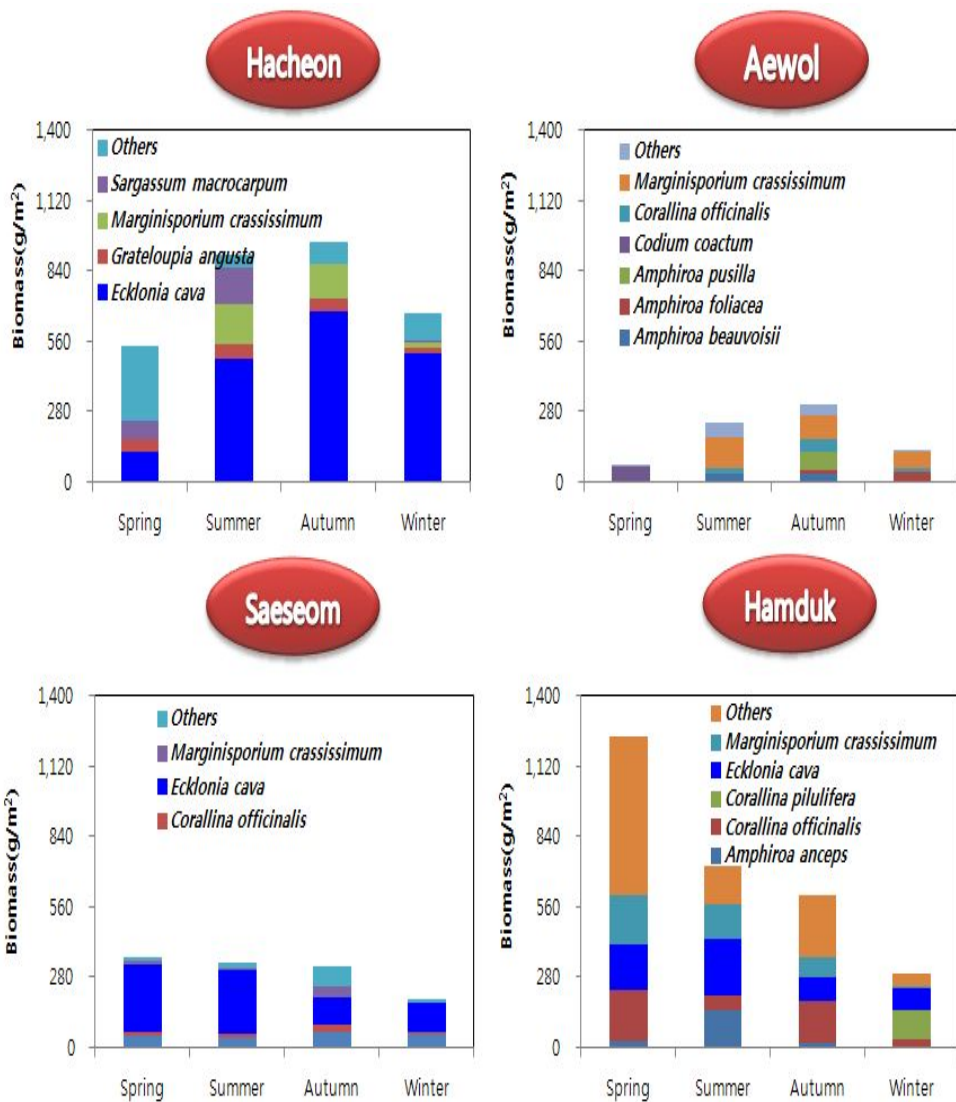 Hacheon
Biomass(g/m²)
1,400
1,120
840
560
280
0
Others
Sargassum macrocarpum
Marginisporium crassissimum
Grateloupia angusta
Ecklonia cava
Spring Summer Autumn Winter
Aewol
Biomass(g/m²)
1,400
1,120
840
560
280
0
Others
Marginisporium crassissimum
Corallina officinalis
Codium coactum
Amphiroa pusilla
Amphiroa foliacea
Amphiroa beauvoisii
Spring Summer Autumn Winter
Saeseom
Biomass(g/m²)
1,400
1,120
840
560
280
0
Others
Marginisporium crassissimum
Ecklonia cava
Corallina officinalis
Spring Summer Autumn Winter
Hamduk
Biomass(g/m²)
1,400
1,120
840
560
280
0
Others
Marginisporium crassissimum
Ecklonia cava
Corallina pilulifera
Corallina officinalis
Amphiroa anceps
Spring Summer Autumn Winter